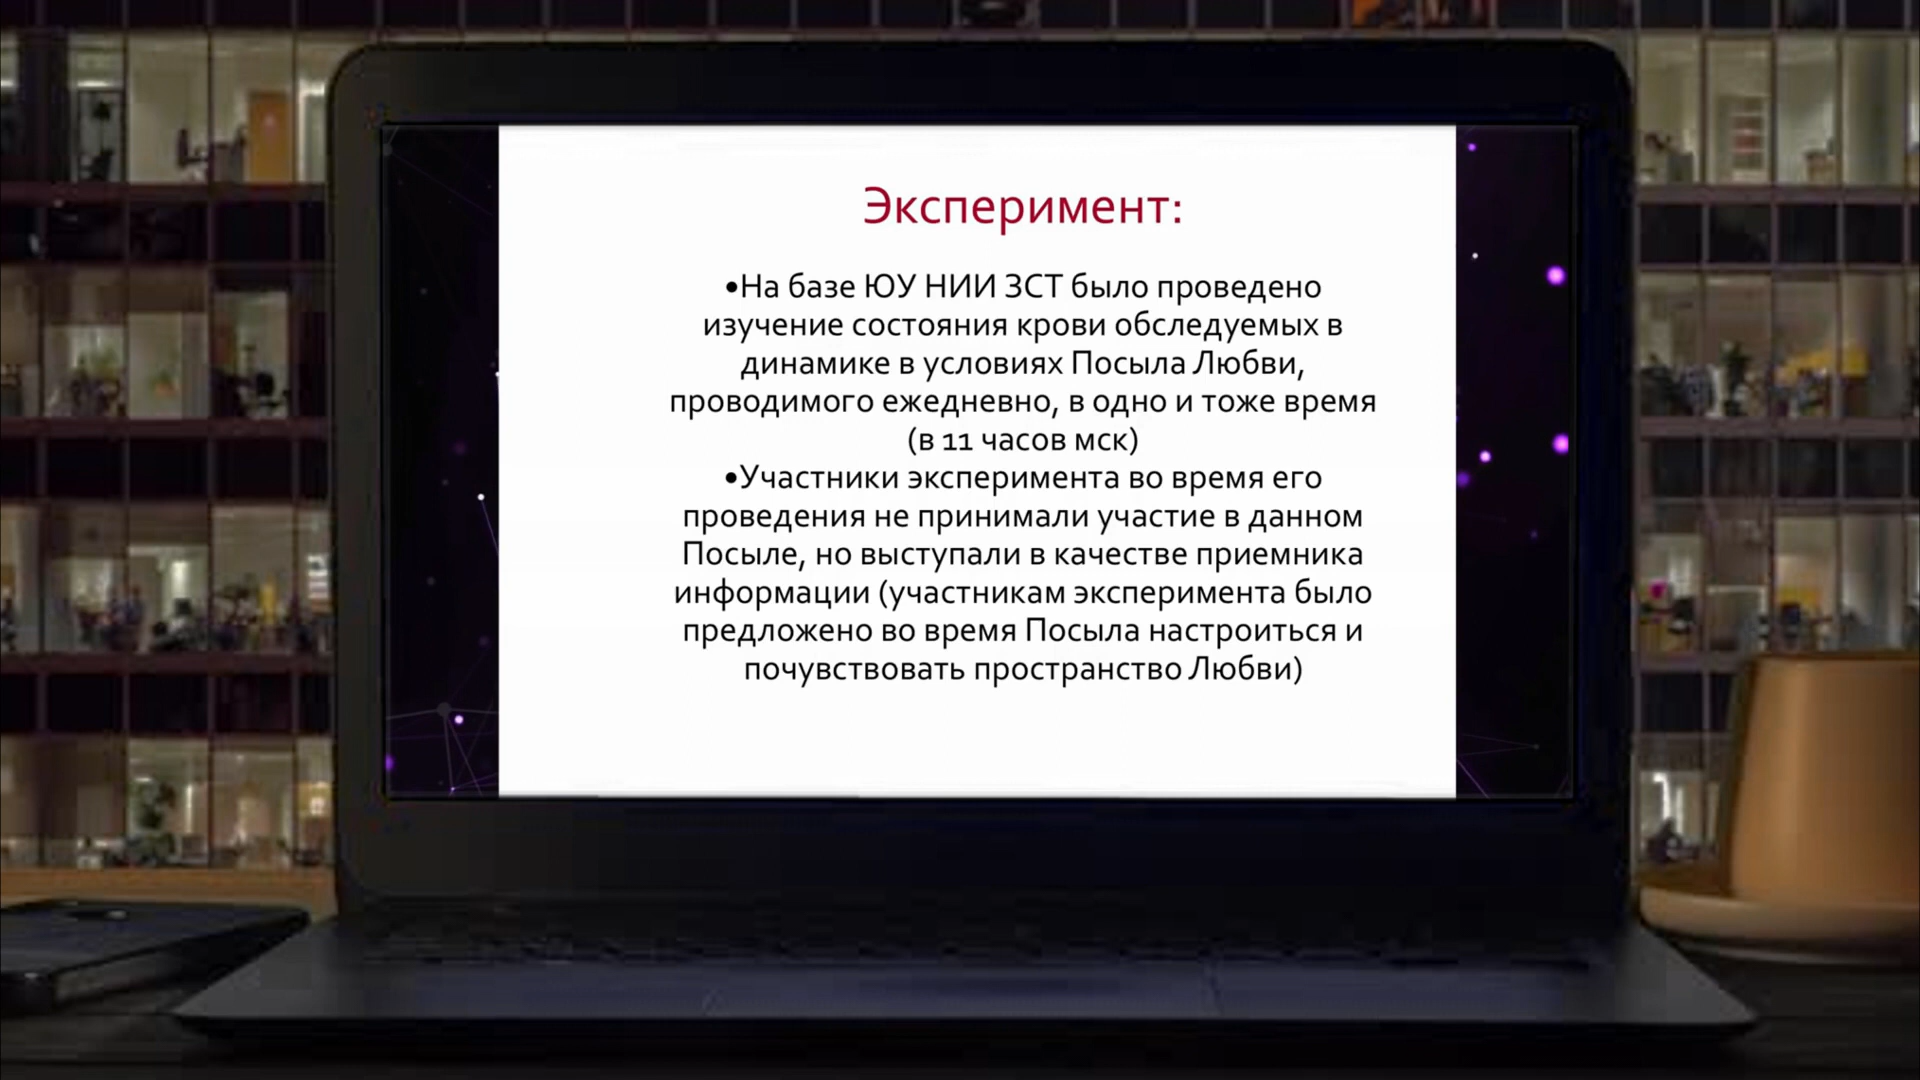 Эксперимент:
•На базе ЮУ НИИ ЗСТ было проведено
изучение состояния крови обследуемых в
динамике в условиях Посыла Любви,
проводимого ежедневно, в одно и тоже время
(в 11 часов мск)
•Участники эксперимента во время его
проведения не принимали участие в данном
Посыле, но выступали в качестве приемника
информации (участникам эксперимента было
предложено во время Посыла настроиться и
почувствовать пространство Любви)